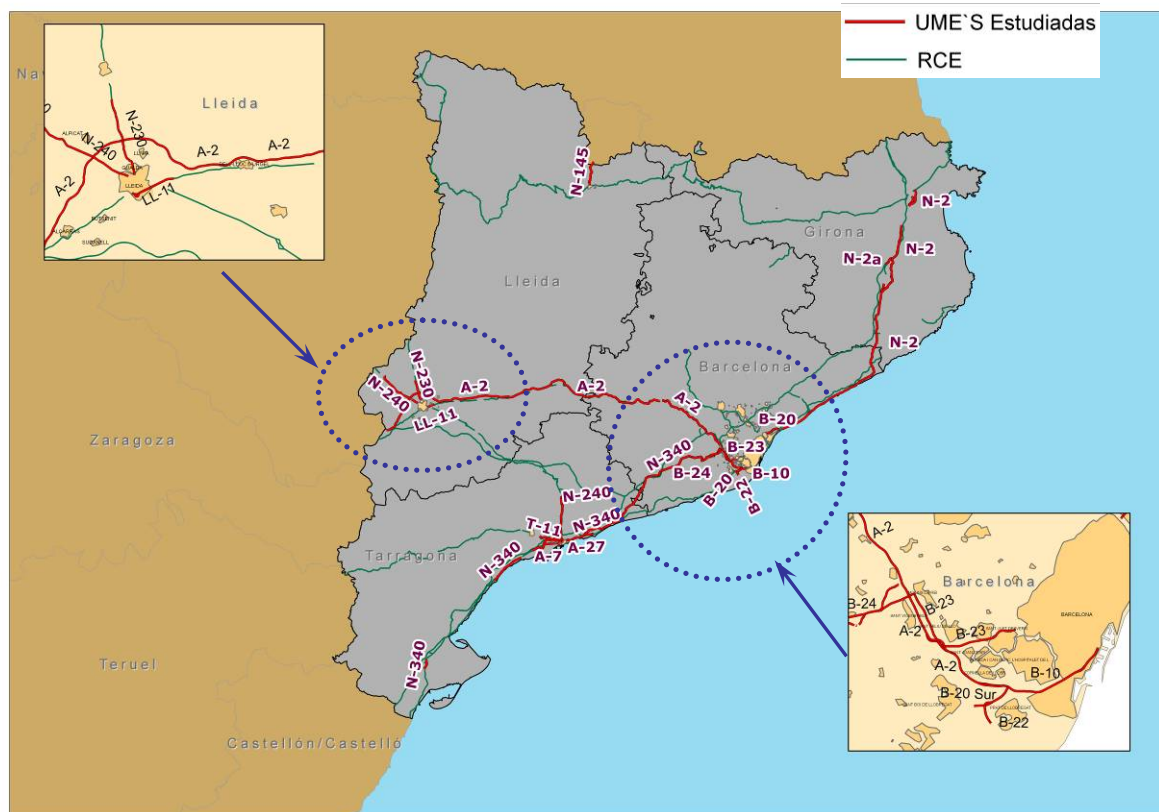 UME`S Estudiadas
RCE
Na
Lleida
ALPICAT
N-240
N-230
A-2
A-2
A-2
LLEIDA
LL-11
N-145
N-2
Girona
N-2
N-2a
Lleida
N-2
Barcelona
N-230
N-240
A-2
A-2
A-2
LL-11
B-20
Zaragoza
B-23
N-340
B-24
B-10
B-20
B-22
N-240
T-11
N-340
Tarragona
N-340
A-7
A-27
A-2
Barcelona
B-24
B-23
BARCELONA
A-2
B-23
A-2
B-10
B-20 Sur
B-22
Teruel
N-340
Castellón/Castelló